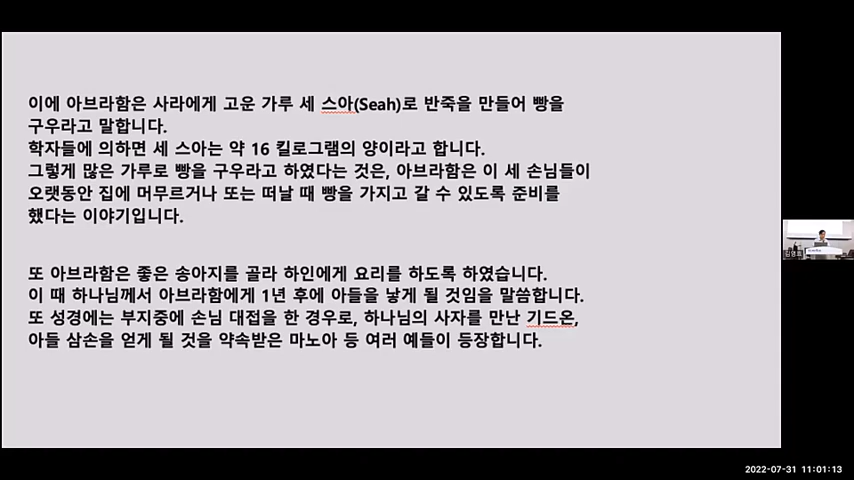 이에 아브라함은 사라에게 고운 가루 세 스아(Seah)로 반죽을 만들어 빵을
구우라고 말합니다.
학자들에 의하면 세 스아는 약 16 킬로그램의 양이라고 합니다.
그렇게 많은 가루로 빵을 구우라고 하였다는 것은, 아브라함은 이 세 손님들이
오랫동안 집에 머무르거나 또는 떠날 때 빵을 가지고 갈 수 있도록 준비를
했다는 이야기입니다.
또 아브라함은 좋은 송아지를 골라 하인에게 요리를 하도록 하였습니다.
이 때 하나님께서 아브라함에게 1년 후에 아들을 낳게 될 것임을 말씀합니다.
또 성경에는 부지중에 손님 대접을 한 경우로, 하나님의 사자를 만난 기드온,
아들 삼손을 얻게 될 것을 약속받은 마노아 등 여러 예들이 등장합니다.
2022-07-31 11:01:13